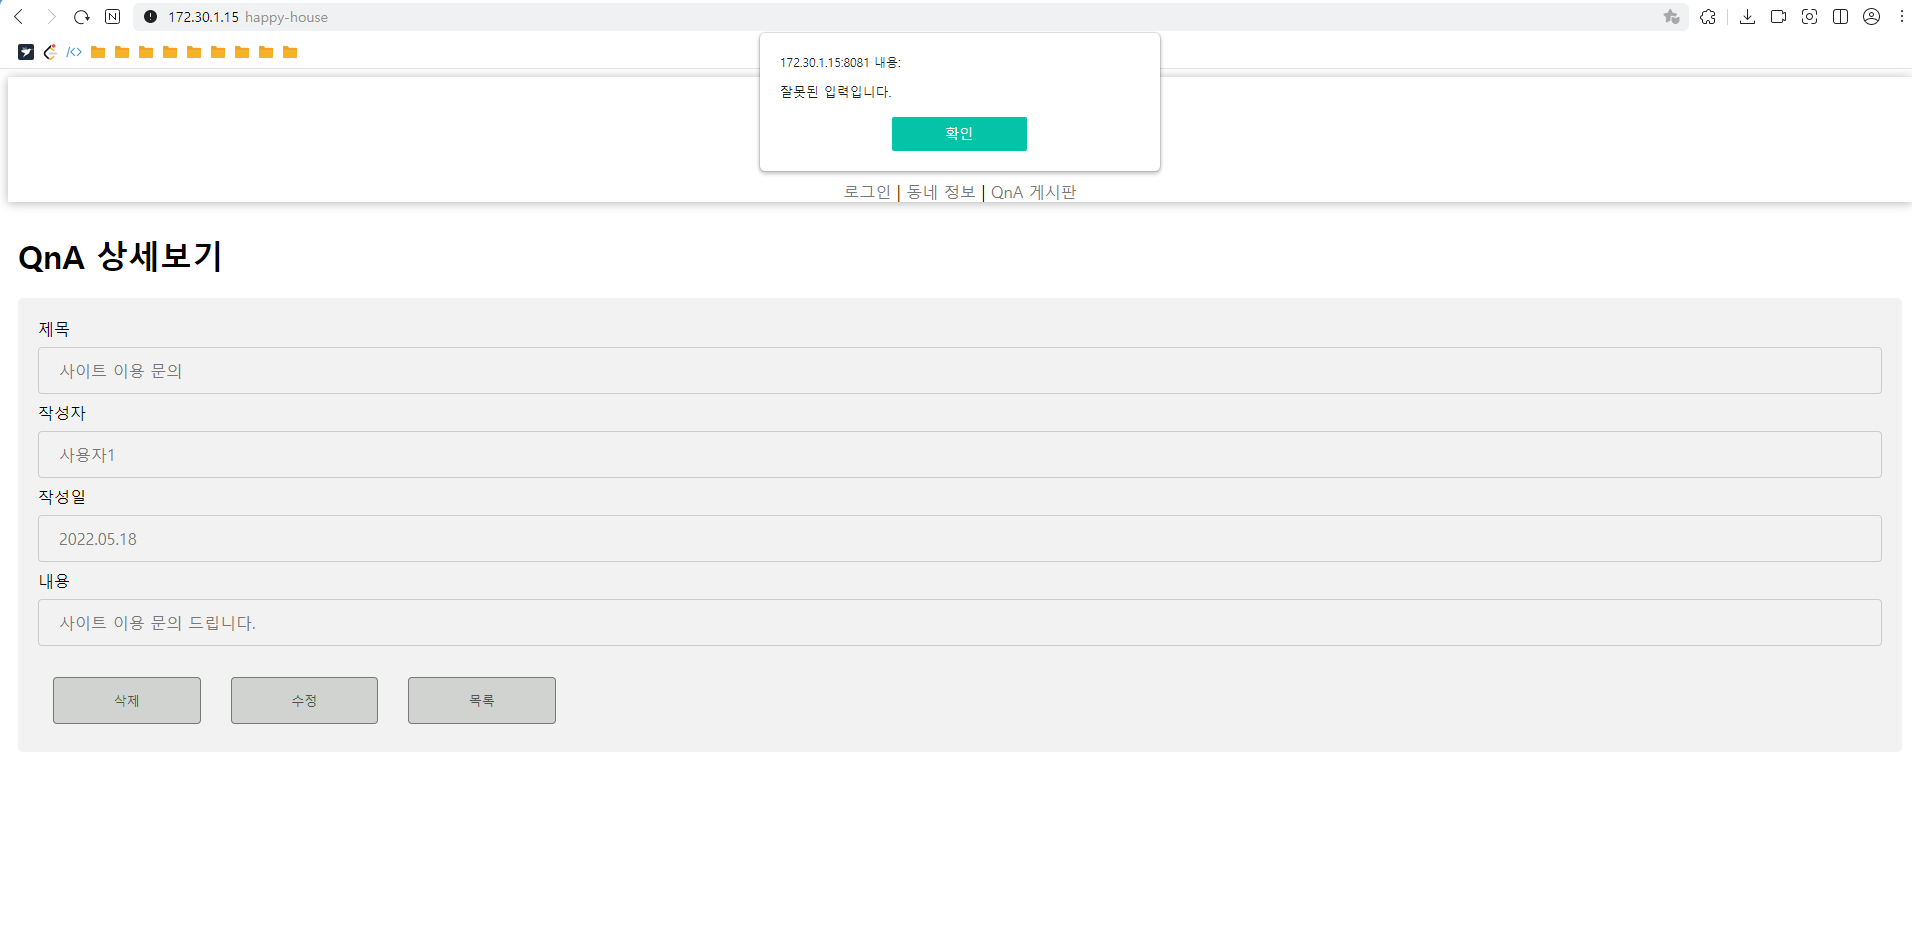 172.30.1.15 happy-house
172.30.1.15:8081 내용:
잘못된 입력입니다.
확인
로그인 | 동네 정보 | QnA 게시판
QnA 상세보기
제목
사이트 이용 문의
작성자
사용자1
작성일
2022.05.18
내용
사이트 이용 문의 드립니다.
삭제 수정 목록